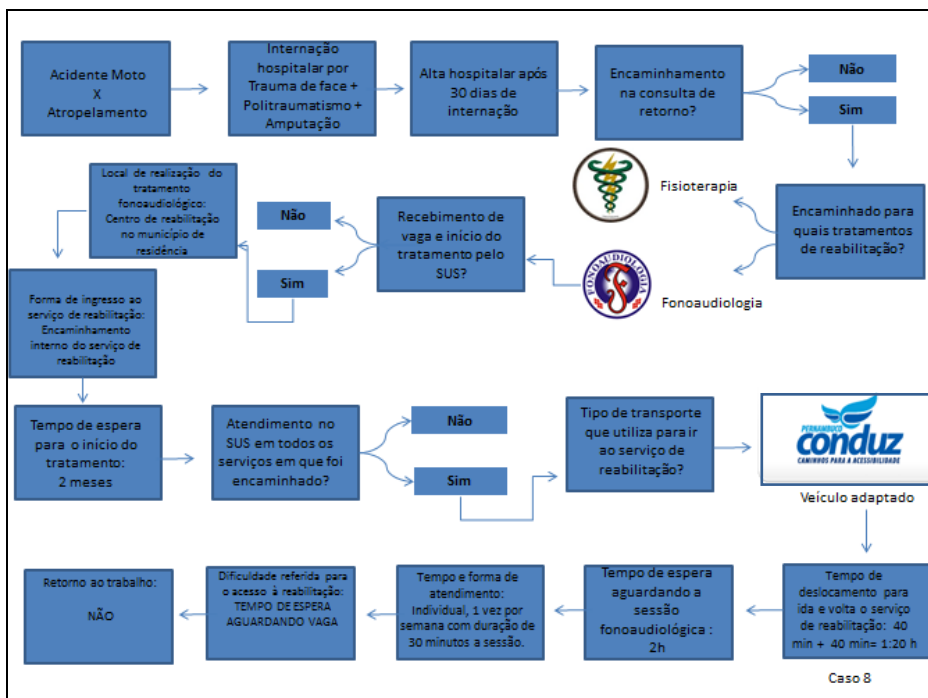 Acidente Moto
X
Atropelamento
Internação
hospitalar por
Trauma de face +
Politraumatismo +
Amputação
Alta hospitalar após
30 dias de
internação
Encaminhamento
na consulta de
retorno?
Não
Sim
Encaminhado para
quais tratamentos
de reabilitação?
Fisioterapia
FONOAUDIOLOGIA
Fonoaudiologia
Recebimento de
vaga e início do
tratamento pelo
SUS?
Não
Sim
Local de realização do
tratamento
fonoaudiológico:
Centro de reabilitação
no município de
residência
Forma de ingresso ao
serviço de reabilitação:
Encaminhamento
interno do serviço de
reabilitação
Tempo de espera
para o inicio do
tratamento:
2 meses
Atendimento no
SUS em todos os
serviços em que foi
encaminhado?
Não
Sim
Tipo de transporte
que utiliza para ir
ao serviço de
reabilitação?
PERNAMBUCO
conduz
CAMINHOS PARA A ACESSIBILIDADE
Veículo adaptado
Tempo de
deslocamento para
ida e volta o serviço
de reabilitação: 40
min + 40 min= 1:20 h
Tempo de espera
aguardando a
sessão
fonoaudiológica :
2h
Tempo e forma de
atendimento:
Individual, 1 vez por
semana com duração de
30 minutos a sessão.
Dificuldade referida para
o acesso à reabilitação:
TEMPO DE ESPERA
AGUARDANDO VAGA
Retorno ao trabalho:
NÃO
Caso 8